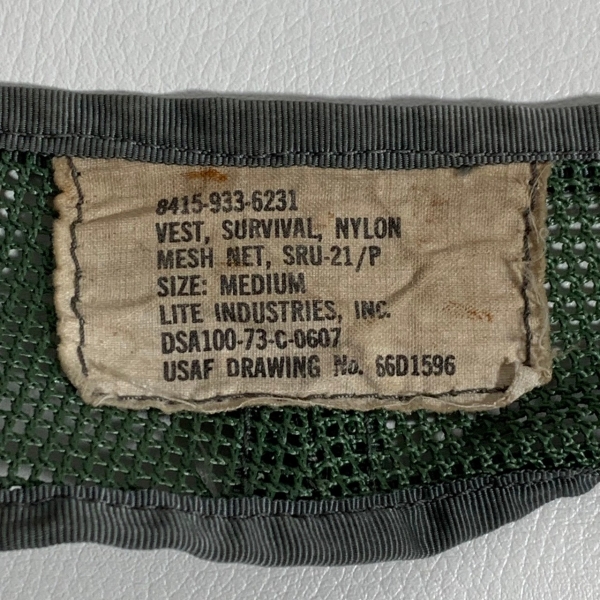 8415-933-6231
VEST, SURVIVAL, NYLON
MESH NET, SRU-21/P
SIZE: MEDIUM
LITE INDUSTRIES, INC.
DSA100-73-C-0607
USAF DRAWING No. 66D1596